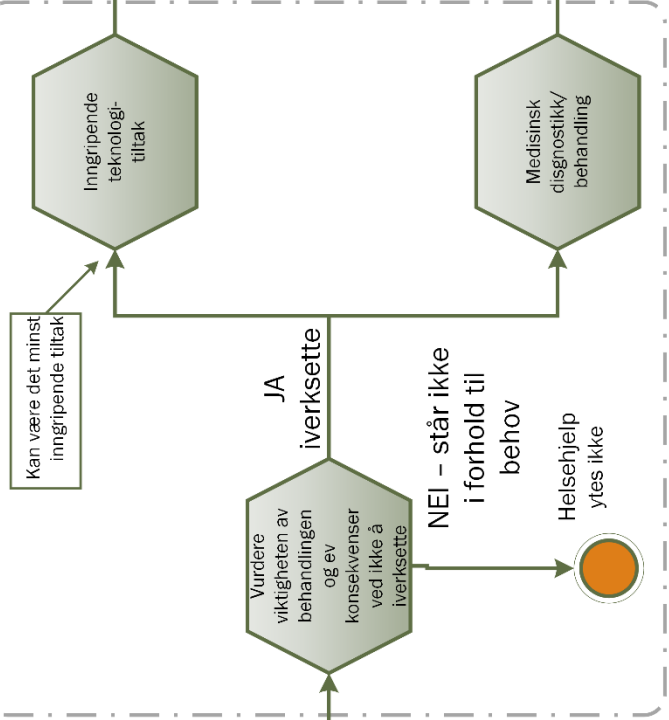 Vurdere
viktigheten av
behandlingen
og ev
konsekvenser
ved ikke å
iverksette
JA
iverksette
NEI – står ikke
i forhold til
behov
Helsehjelp
ytes ikke
Kan være det minst
inngripende tiltak
Inngripende
teknologi-
tiltak
Medisinsk
disgnostikk/
behandling